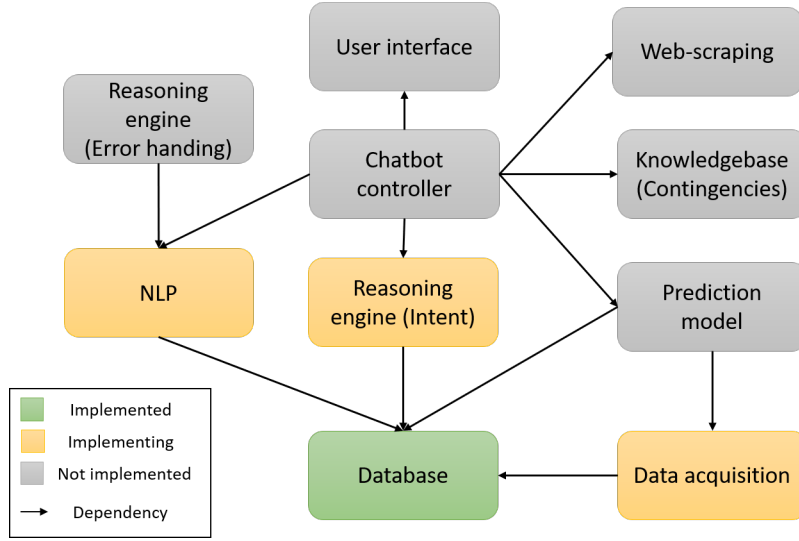 User interface
Web-scraping
Reasoning
engine
(Error handing)
Chatbot
controller
Knowledgebase
(Contingencies)
NLP
Reasoning
engine (Intent)
Prediction
model
Implemented
Implementing
Not implemented
Dependency
Database
Data acquisition